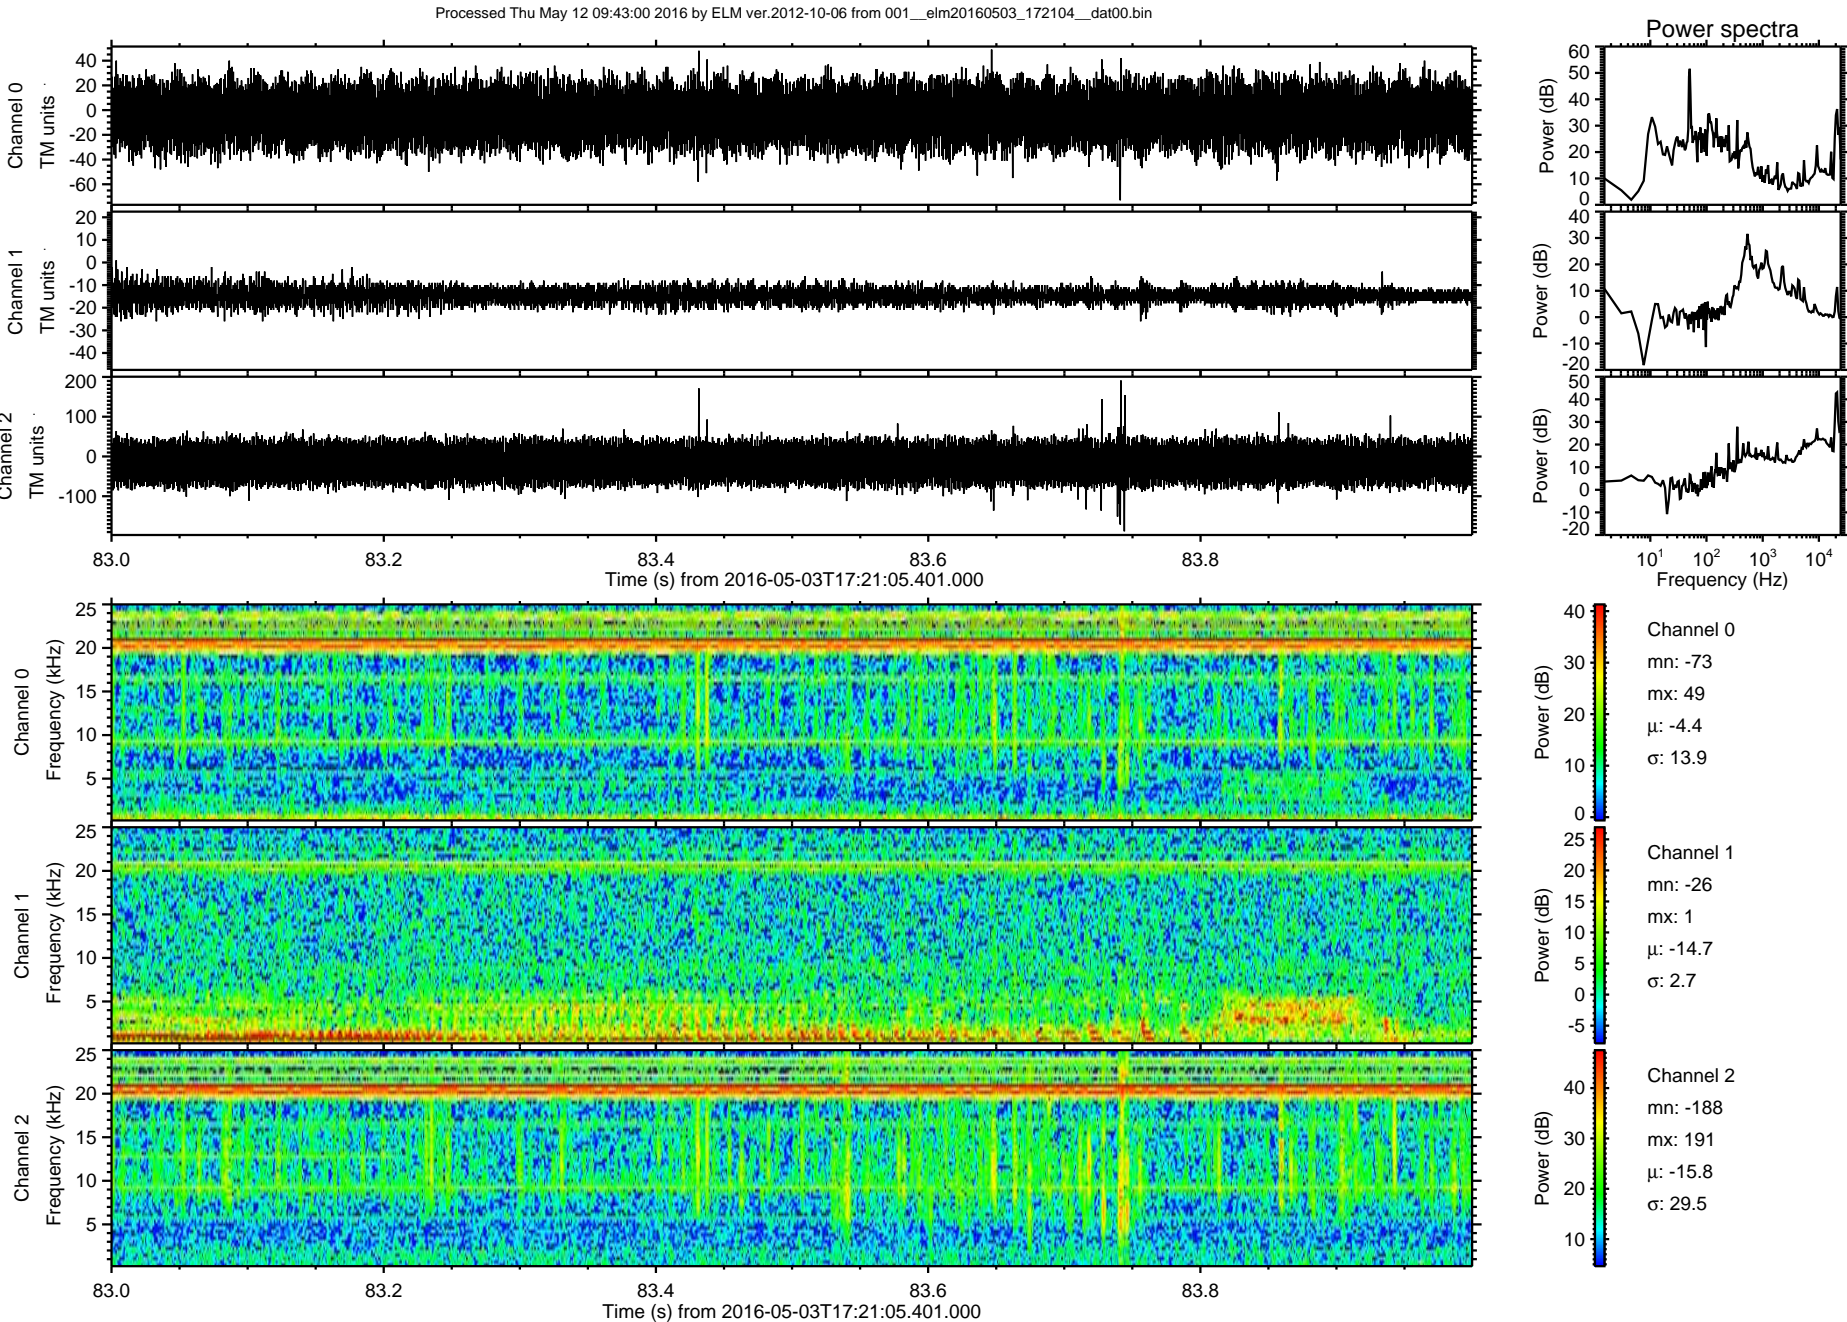 Processed Thu May 12 09:43:00 2016 by ELM ver.2012-10-06 from 001__elm20160503_172104__dat00.bin
Power spectra
Channel 0
TM units
40
20
0
-20
-40
-60
Power (dB)
60
50
40
30
20
10
0
Channel 1
TM units
20
10
0
-10
-20
-30
-40
Power (dB)
40
30
20
10
0
-10
-20
Channel 2
TM units
200
100
0
-100
Power (dB)
50
40
30
20
10
0
-10
-20
83.0 83.2 83.4 83.6 83.8
Time (s) from 2016-05-03T17:21:05.401.000
10^1 10^2 10^3 10^4
Frequency (Hz)
Channel 0
Frequency (kHz)
25
20
15
10
5
Power (dB)
40
30
20
10
0
Channel 0
mn: -73
mx: 49
μ: -4.4
σ: 13.9
Channel 1
Frequency (kHz)
25
20
15
10
5
Power (dB)
25
20
15
10
5
0
-5
Channel 1
mn: -26
mx: 1
μ: -14.7
σ: 2.7
Channel 2
Frequency (kHz)
25
20
15
10
5
Power (dB)
40
30
20
10
Channel 2
mn: -188
mx: 191
μ: -15.8
σ: 29.5
83.0 83.2 83.4 83.6 83.8
Time (s) from 2016-05-03T17:21:05.401.000